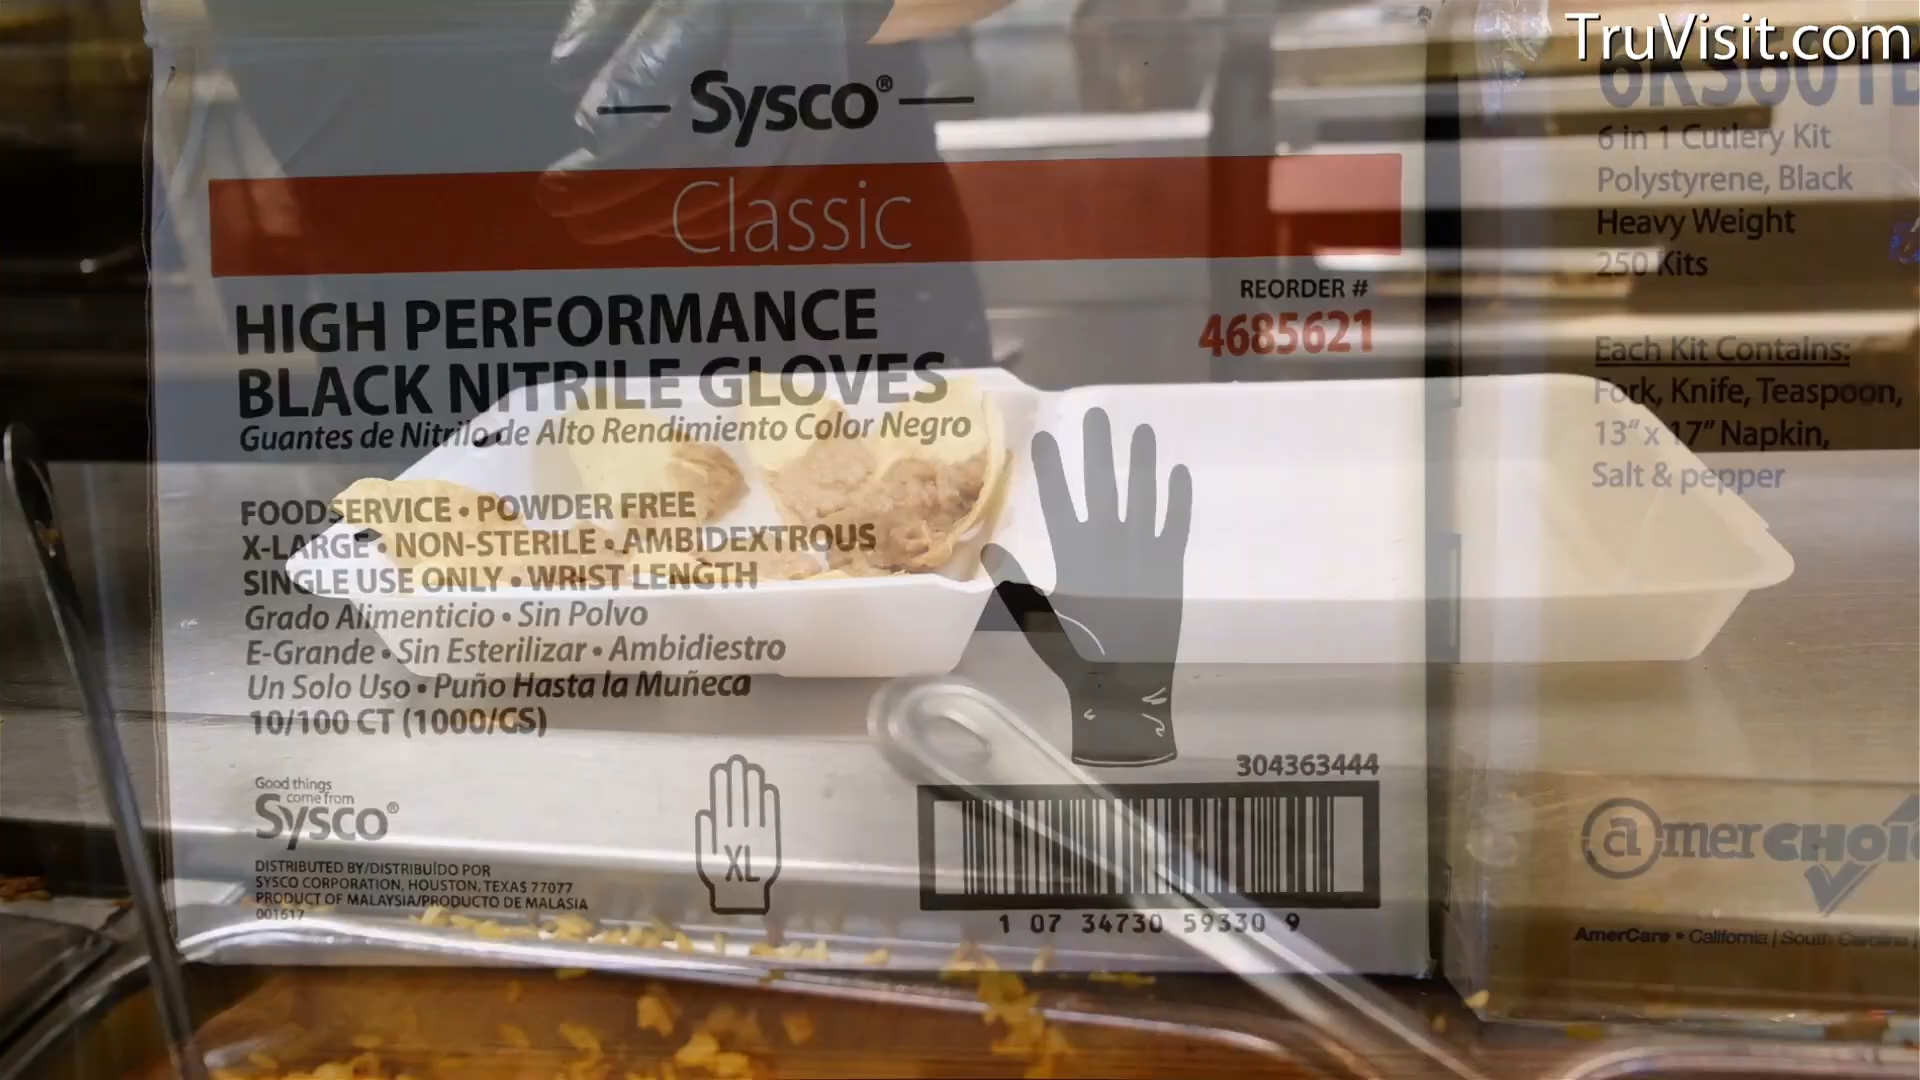 TruVisit.com
Sysco®
Classic
HIGH PERFORMANCE
BLACK NITRILE GLOVES
Guantes de Nitrilo de Alto Rendimiento Color Negro
REORDER #
4685621
FOODSERVICE • POWDER FREE
X-LARGE • NON-STERILE • AMBIDEXTROUS
SINGLE USE ONLY • WRIST LENGTH
Grado Alimenticio • Sin Polvo
E-Grande • Sin Esterilizar • Ambidiestro
Un Solo Uso • Puño Hasta la Muñeca
10/100 CT (1000/CS)
Good things
come from
Sysco®
DISTRIBUTED BY/DISTRIBUÍDO POR
SYSCO CORPORATION, HOUSTON, TEXAS 77077
PRODUCT OF MALAYSIA/PRODUCTO DE MALASIA
001617
XL
304363444
1 07 34730 59330 9
6 in 1 Cutlery Kit
Polystyrene, Black
Heavy Weight
250 Kits
Each Kit Contains:
Fork, Knife, Teaspoon,
13" x 17" Napkin,
Salt & pepper
AmerCare • California | South Carolina |